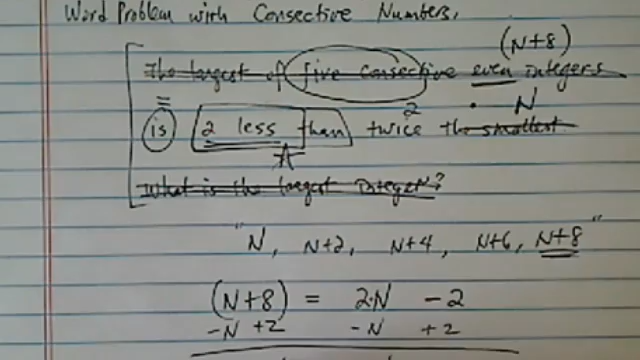 Word Problem with Consective Numbers.
(N+8)
The largest of five consective even integers
= 2 · N
is 2 less than twice the smallest.
What is the largest integer?
"N, N+2, N+4, N+6, N+8"
(N+8) = 2·N - 2
-N +2 -N +2